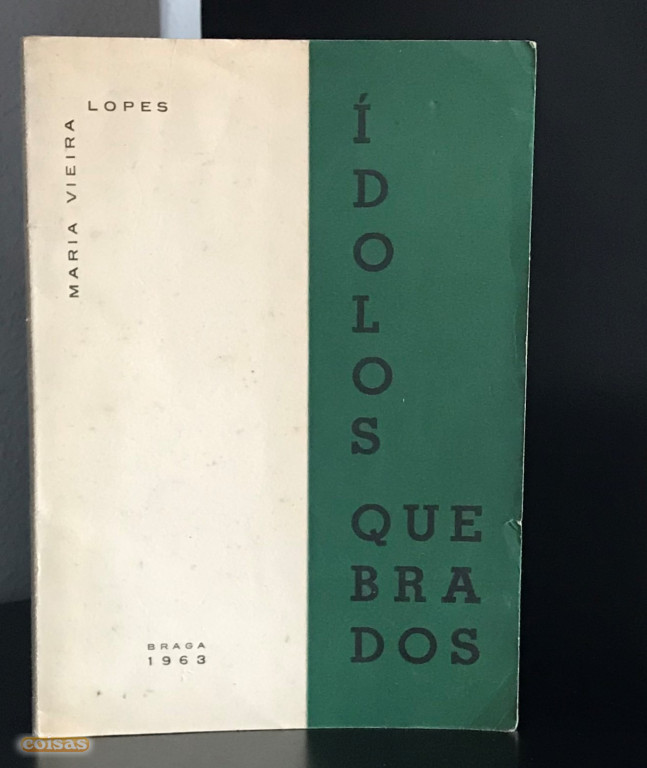 MARIA VIEIRA
LOPES
ÍDOLOS
QUE
BRA
DOS
BRAGA
1963
coisas